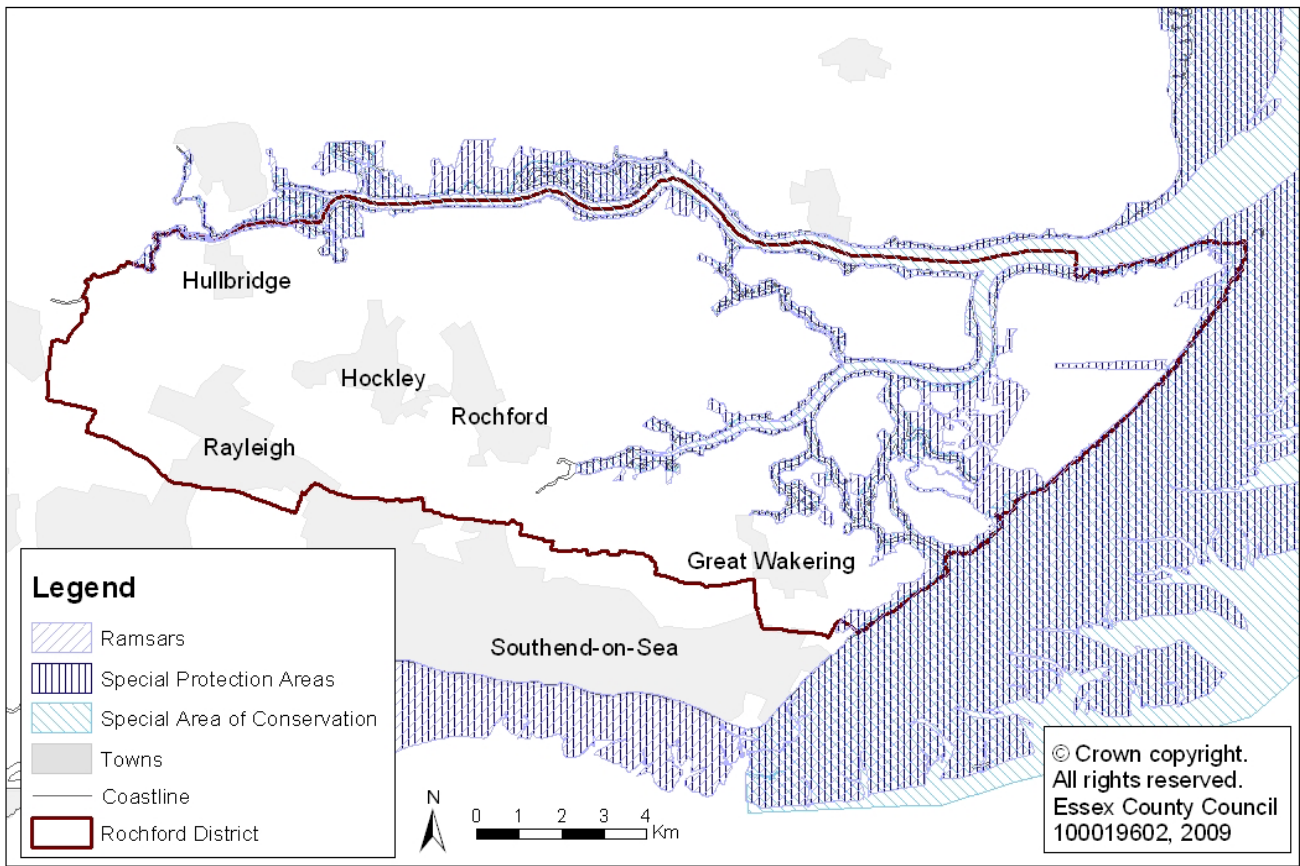 Hullbridge
Hockley
Rochford
Rayleigh
Great Wakering
Southend-on-Sea
Legend
Ramsars
Special Protection Areas
Special Area of Conservation
Towns
Coastline
Rochford District
N
0 1 2 3 4
Km
© Crown copyright.
All rights reserved.
Essex County Council
100019602, 2009